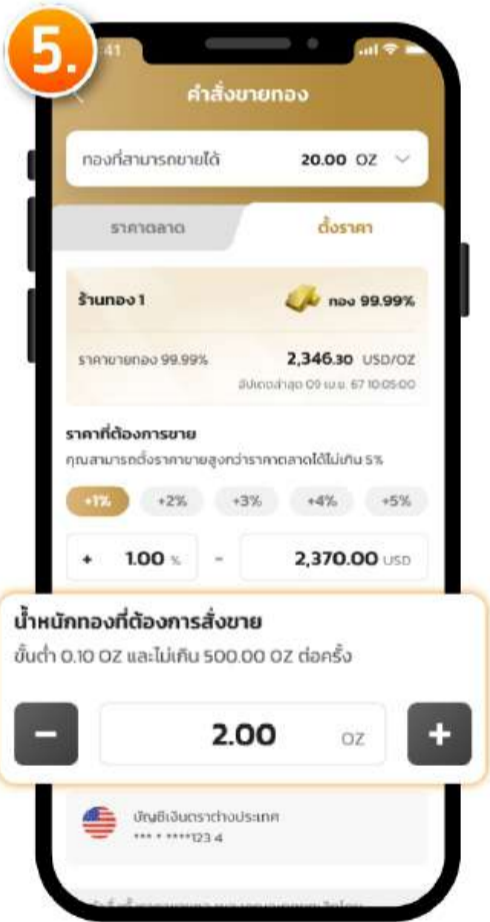 5.
41
คำสั่งขายทอง
ทองที่สามารถขายได้ 20.00 OZ
ราคาตลาด ตั้งราคา
ร้านทอง 1 ทอง 99.99%
ราคาขายทอง 99.99% 2,346.30 USD/OZ
อัปเดตล่าสุด 09 เม.ย. 67 10:05:00
ราคาที่ต้องการขาย
คุณสามารถตั้งราคาขายสูงกว่าราคาตลาดได้ไม่เกิน 5%
+1% +2% +3% +4% +5%
+ 1.00 % - 2,370.00 USD
น้ำหนักทองที่ต้องการสั่งขาย
ขั้นต่ำ 0.10 OZ และไม่เกิน 500.00 OZ ต่อครั้ง
- 2.00 OZ +
บัญชีเงินตราต่างประเทศ
*** * ****123 4